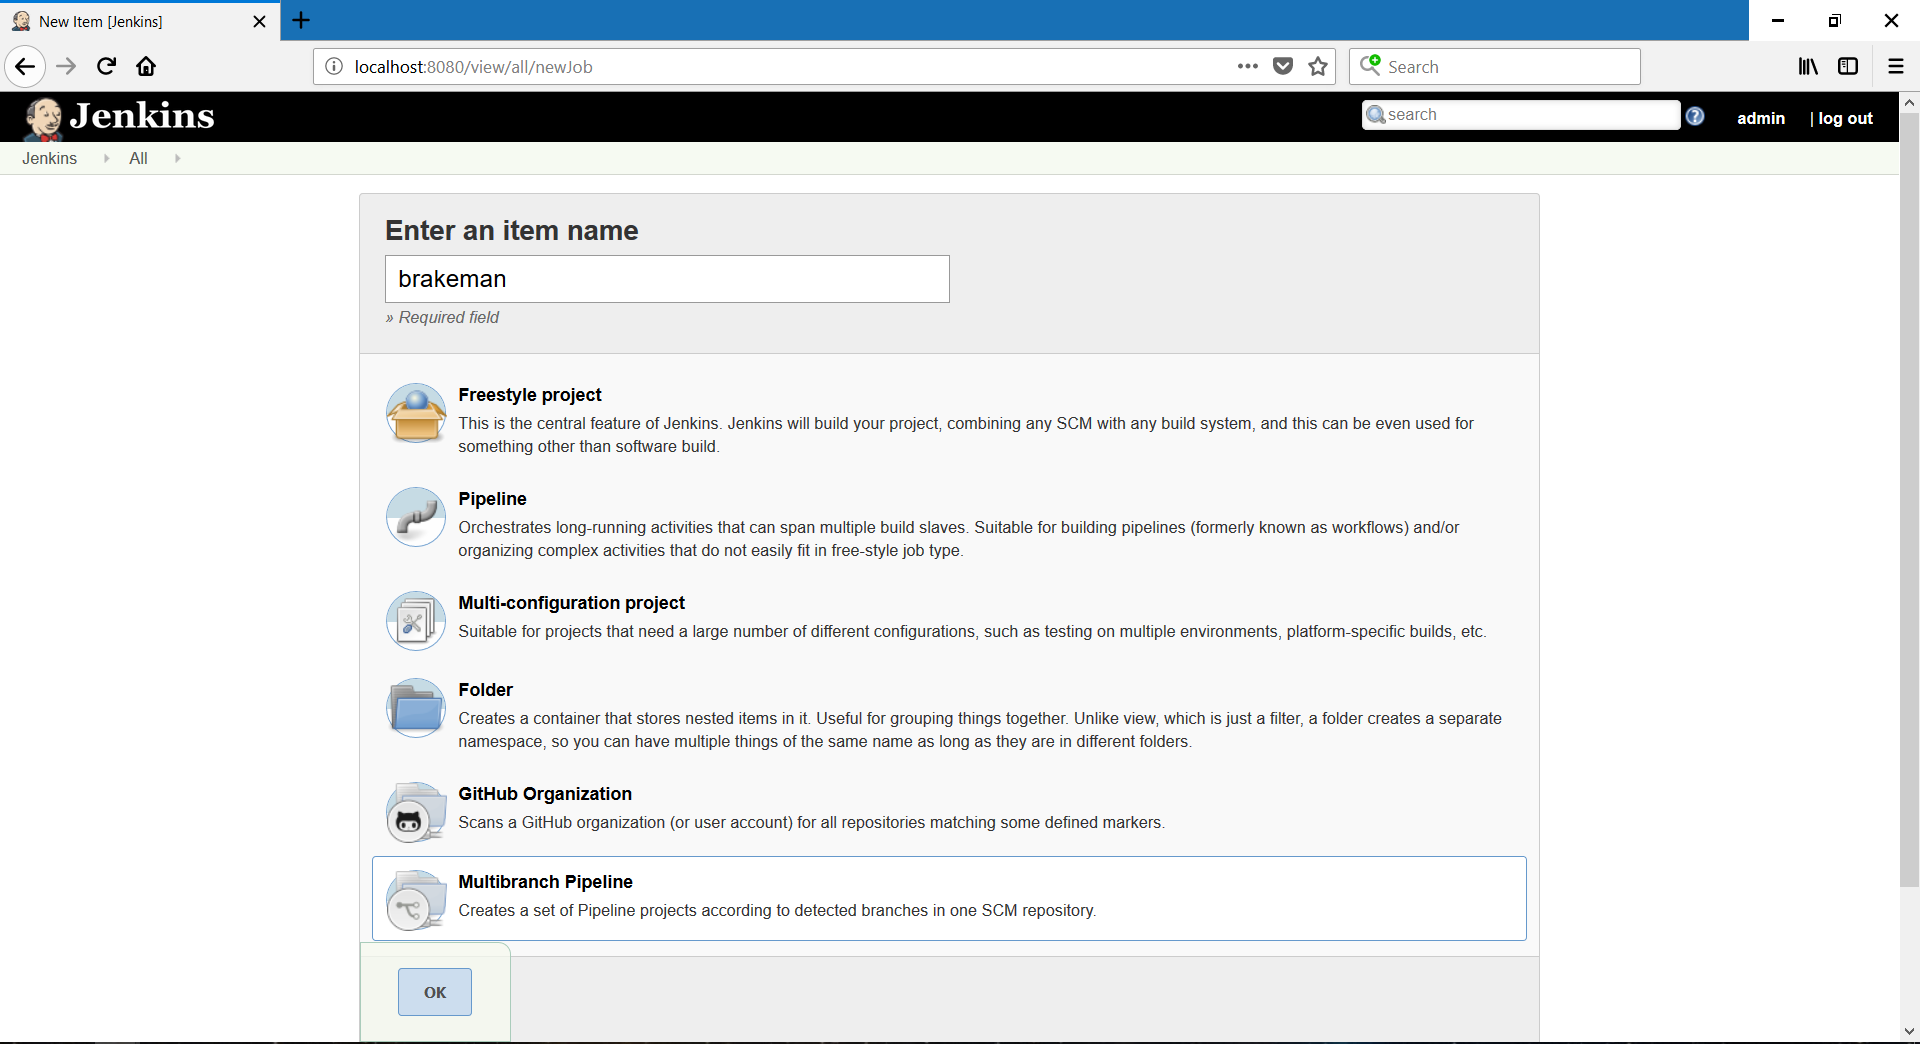 New Item [Jenkins]
localhost:8080/view/all/newJob
Search
Jenkins
search
admin
| log out
Jenkins
All
Enter an item name
brakeman
» Required field
Freestyle project
This is the central feature of Jenkins. Jenkins will build your project, combining any SCM with any build system, and this can be even used for
something other than software build.
Pipeline
Orchestrates long-running activities that can span multiple build slaves. Suitable for building pipelines (formerly known as workflows) and/or
organizing complex activities that do not easily fit in free-style job type.
Multi-configuration project
Suitable for projects that need a large number of different configurations, such as testing on multiple environments, platform-specific builds, etc.
Folder
Creates a container that stores nested items in it. Useful for grouping things together. Unlike view, which is just a filter, a folder creates a separate
namespace, so you can have multiple things of the same name as long as they are in different folders.
GitHub Organization
Scans a GitHub organization (or user account) for all repositories matching some defined markers.
Multibranch Pipeline
Creates a set of Pipeline projects according to detected branches in one SCM repository.
OK